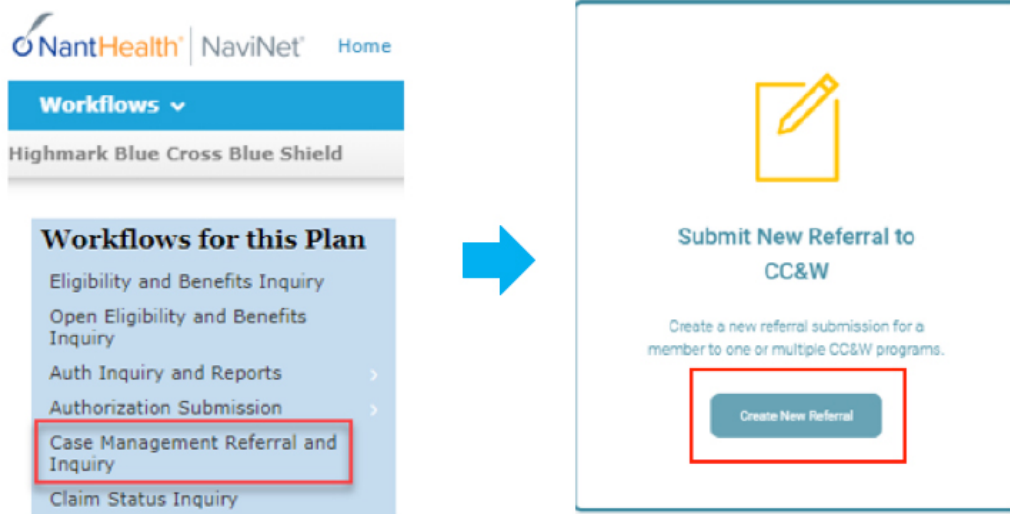 NantHealth® NaviNet® Home
Workflows
Highmark Blue Cross Blue Shield
Workflows for this Plan
Eligibility and Benefits Inquiry
Open Eligibility and Benefits
Inquiry
Auth Inquiry and Reports
Authorization Submission
Case Management Referral and
Inquiry
Claim Status Inquiry
Submit New Referral to
CC&W
Create a new referral submission for a
member to one or multiple CC&W programs.
Create New Referral